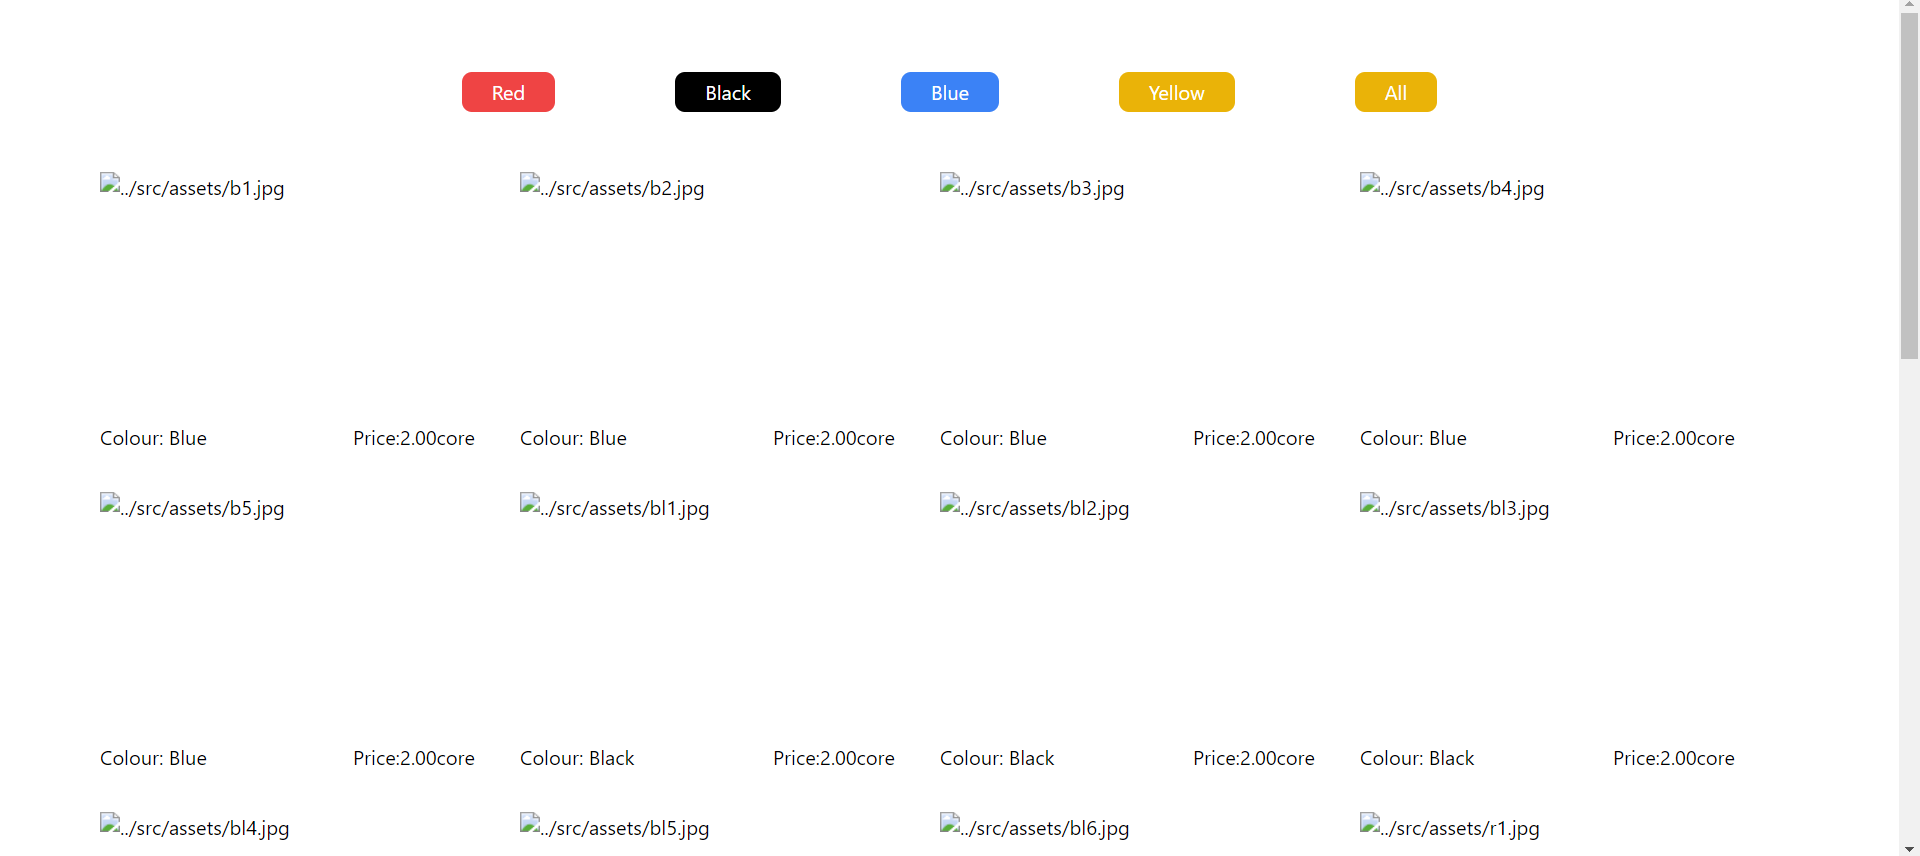 Red Black Blue Yellow All
../src/assets/b1.jpg ../src/assets/b2.jpg ../src/assets/b3.jpg ../src/assets/b4.jpg
Colour: Blue Price:2.00core Colour: Blue Price:2.00core Colour: Blue Price:2.00core Colour: Blue Price:2.00core
../src/assets/b5.jpg ../src/assets/bl1.jpg ../src/assets/bl2.jpg ../src/assets/bl3.jpg
Colour: Blue Price:2.00core Colour: Black Price:2.00core Colour: Black Price:2.00core Colour: Black Price:2.00core
../src/assets/bl4.jpg ../src/assets/bl5.jpg ../src/assets/bl6.jpg ../src/assets/r1.jpg